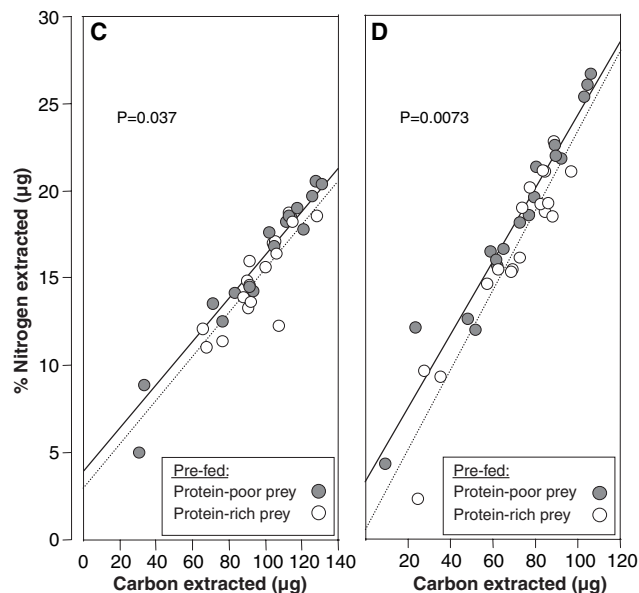 C
D
P=0.037
P=0.0073
% Nitrogen extracted (µg)
30
25
20
15
10
5
0
Pre-fed:
Protein-poor prey
Protein-rich prey
Pre-fed:
Protein-poor prey
Protein-rich prey
0 20 40 60 80 100 120 140
20 40 60 80 100 120
Carbon extracted (µg)
Carbon extracted (µg)